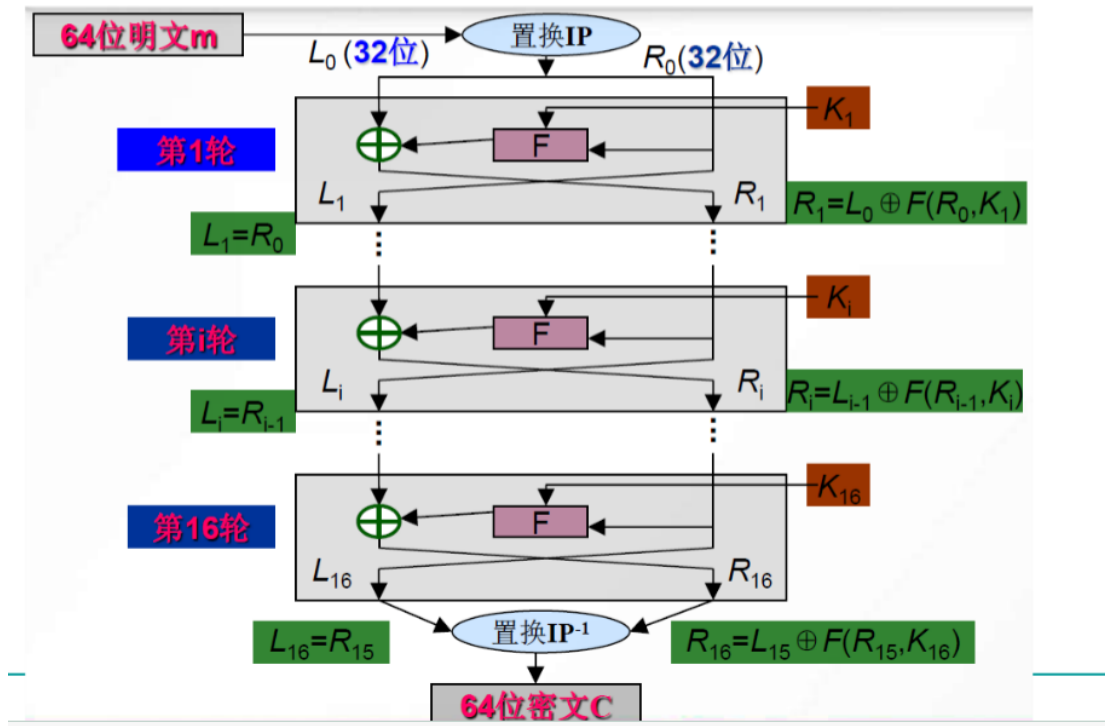 64位明文m
置换IP
L₀(32位)
R₀(32位)
K₁
第1轮
F
L₁
R₁
R₁=L₀⊕F(R₀,K₁)
L₁=R₀
Kᵢ
第i轮
F
Lᵢ
Rᵢ
Rᵢ=Lᵢ₋₁⊕F(Rᵢ₋₁,Kᵢ)
Lᵢ=Rᵢ₋₁
K₁₆
第16轮
F
L₁₆
R₁₆
置换IP⁻¹
L₁₆=R₁₅
R₁₆=L₁₅⊕F(R₁₅,K₁₆)
64位密文C